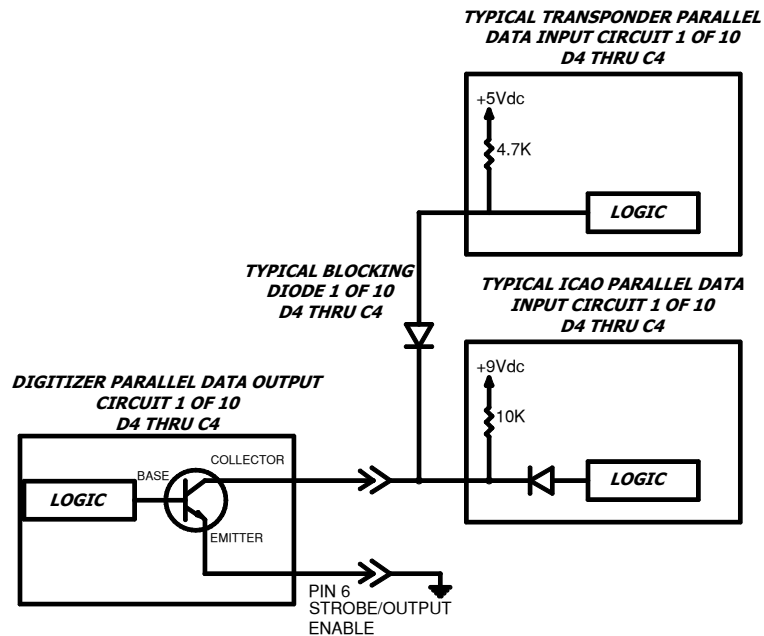 TYPICAL TRANSPONDER PARALLEL
DATA INPUT CIRCUIT 1 OF 10
D4 THRU C4
+5Vdc
4.7K
LOGIC
TYPICAL BLOCKING
DIODE 1 OF 10
D4 THRU C4
TYPICAL ICAO PARALLEL DATA
INPUT CIRCUIT 1 OF 10
D4 THRU C4
+9Vdc
10K
LOGIC
DIGITIZER PARALLEL DATA OUTPUT
CIRCUIT 1 OF 10
D4 THRU C4
COLLECTOR
BASE
LOGIC
EMITTER
PIN 6
STROBE/OUTPUT
ENABLE